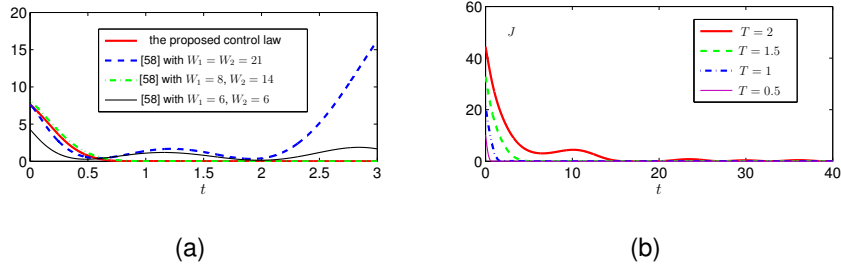 20
15
10
5
0
0 0.5 1 1.5 2 2.5 3
t
the proposed control law
[58] with W₁ = W₂ = 21
[58] with W₁ = 8, W₂ = 14
[58] with W₁ = 6, W₂ = 6
(a)
60
40
20
0
0 10 20 30 40
t
J
T = 2
T = 1.5
T = 1
T = 0.5
(b)